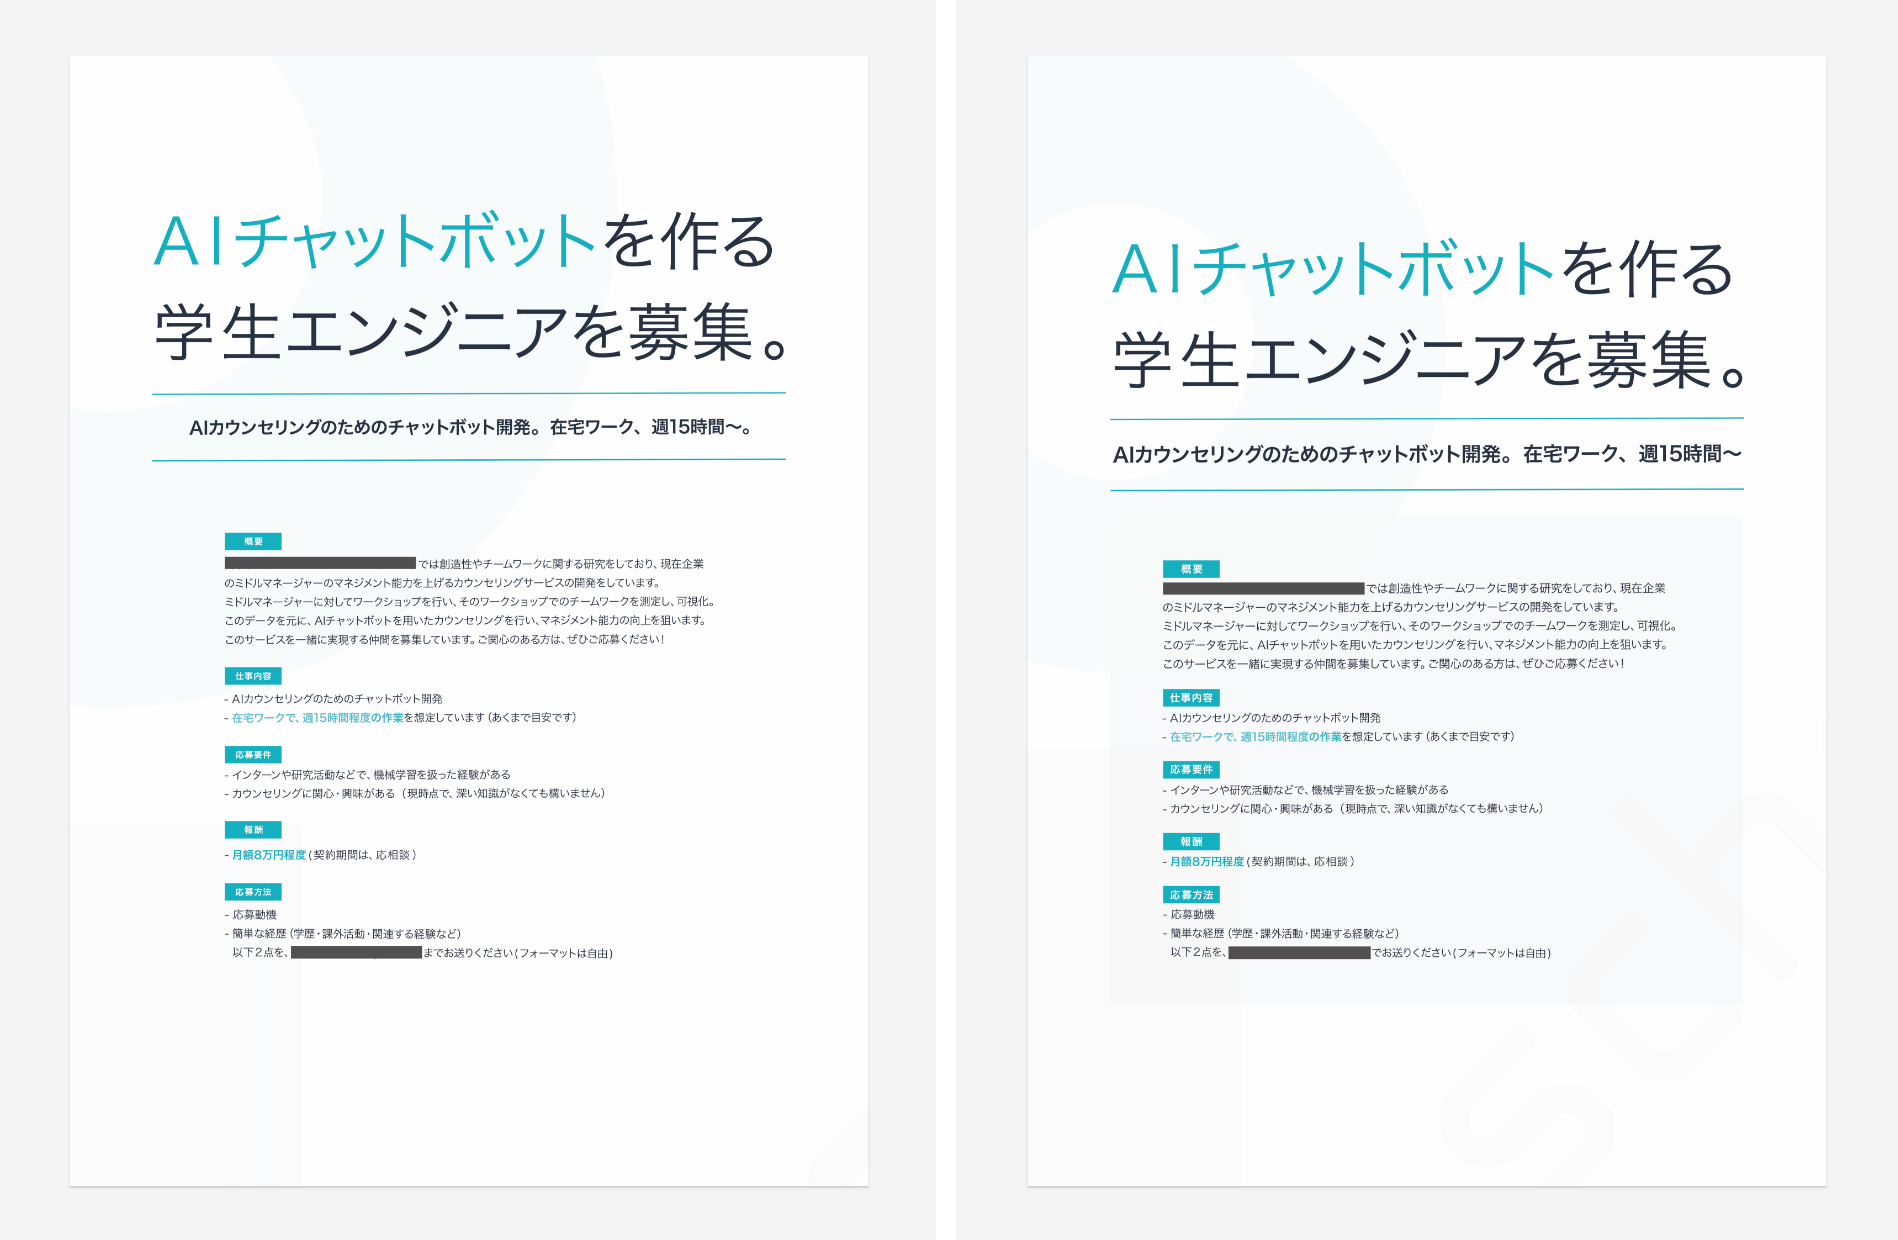 AIチャットボットを作る
学生エンジニアを募集。
AIカウンセリングのためのチャットボット開発。在宅ワーク、週15時間〜。
概要
では創造性やチームワークに関する研究をしており、現在企業
のミドルマネージャーのマネジメント能力を上げるカウンセリングサービスの開発をしています。
ミドルマネージャーに対してワークショップを行い、そのワークショップでのチームワークを測定し、可視化。
このデータを元に、AIチャットボットを用いたカウンセリングを行い、マネジメント能力の向上を狙います。
このサービスを一緒に実現する仲間を募集しています。ご関心のある方は、ぜひご応募ください!
仕事内容
- AIカウンセリングのためのチャットボット開発
- 在宅ワークで、週15時間程度の作業を想定しています(あくまで目安です)
応募要件
- インターンや研究活動などで、機械学習を扱った経験がある
- カウンセリングに関心・興味がある(現時点で、深い知識がなくても構いません)
報酬
- 月額8万円程度(契約期間は、応相談)
応募方法
- 応募動機
- 簡単な経歴(学歴・課外活動・関連する経験など)
以下2点を、までお送りください(フォーマットは自由)
AIチャットボットを作る
学生エンジニアを募集。
AIカウンセリングのためのチャットボット開発。在宅ワーク、週15時間〜
概要
では創造性やチームワークに関する研究をしており、現在企業
のミドルマネージャーのマネジメント能力を上げるカウンセリングサービスの開発をしています。
ミドルマネージャーに対してワークショップを行い、そのワークショップでのチームワークを測定し、可視化。
このデータを元に、AIチャットボットを用いたカウンセリングを行い、マネジメント能力の向上を狙います。
このサービスを一緒に実現する仲間を募集しています。ご関心のある方は、ぜひご応募ください!
仕事内容
- AIカウンセリングのためのチャットボット開発
- 在宅ワークで、週15時間程度の作業を想定しています(あくまで目安です)
応募要件
- インターンや研究活動などで、機械学習を扱った経験がある
- カウンセリングに関心・興味がある(現時点で、深い知識がなくても構いません)
報酬
- 月額8万円程度(契約期間は、応相談)
応募方法
- 応募動機
- 簡単な経歴(学歴・課外活動・関連する経験など)
以下2点を、でお送りください(フォーマットは自由)